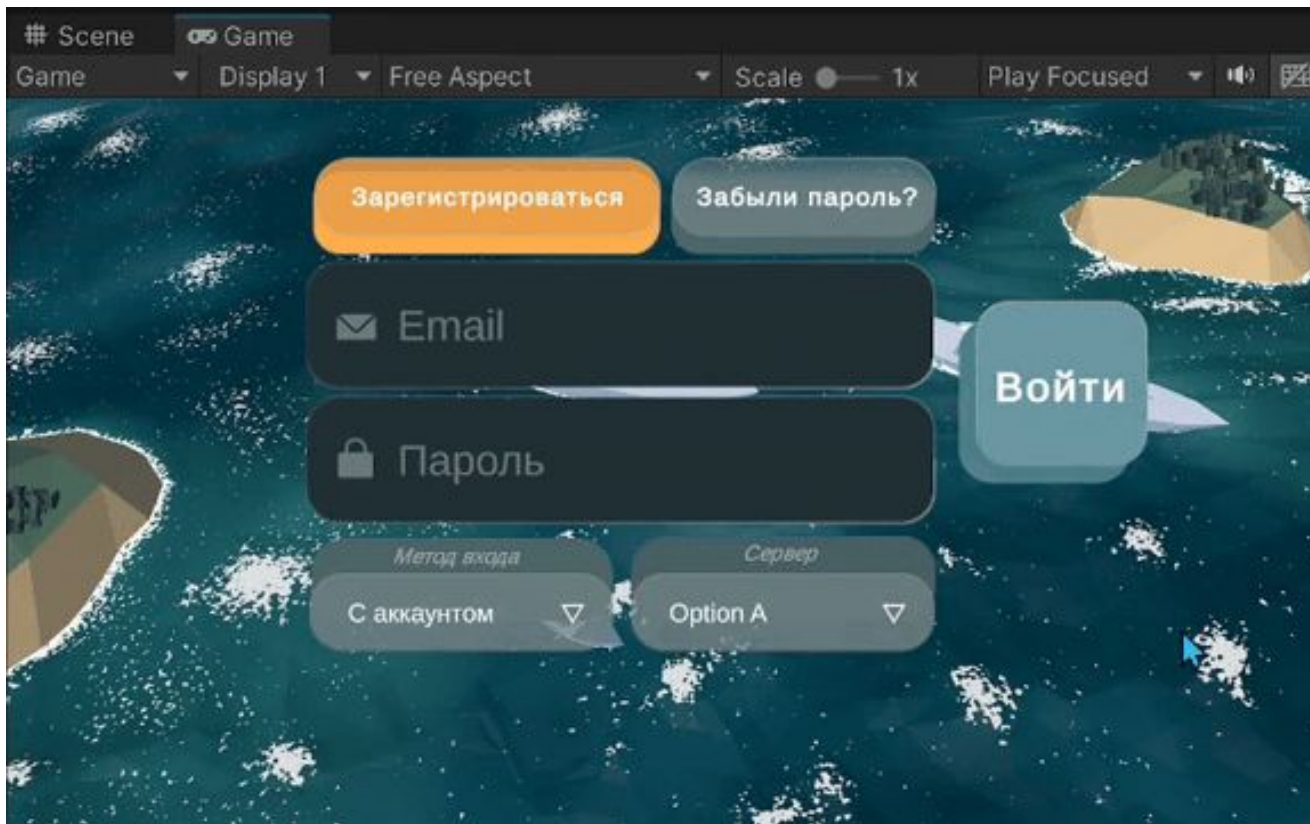 Scene Game
Game Display 1 Free Aspect Scale 1x Play Focused
Зарегистрироваться Забыли пароль?
Email
Войти
Пароль
Метод входа Сервер
С аккаунтом Option A